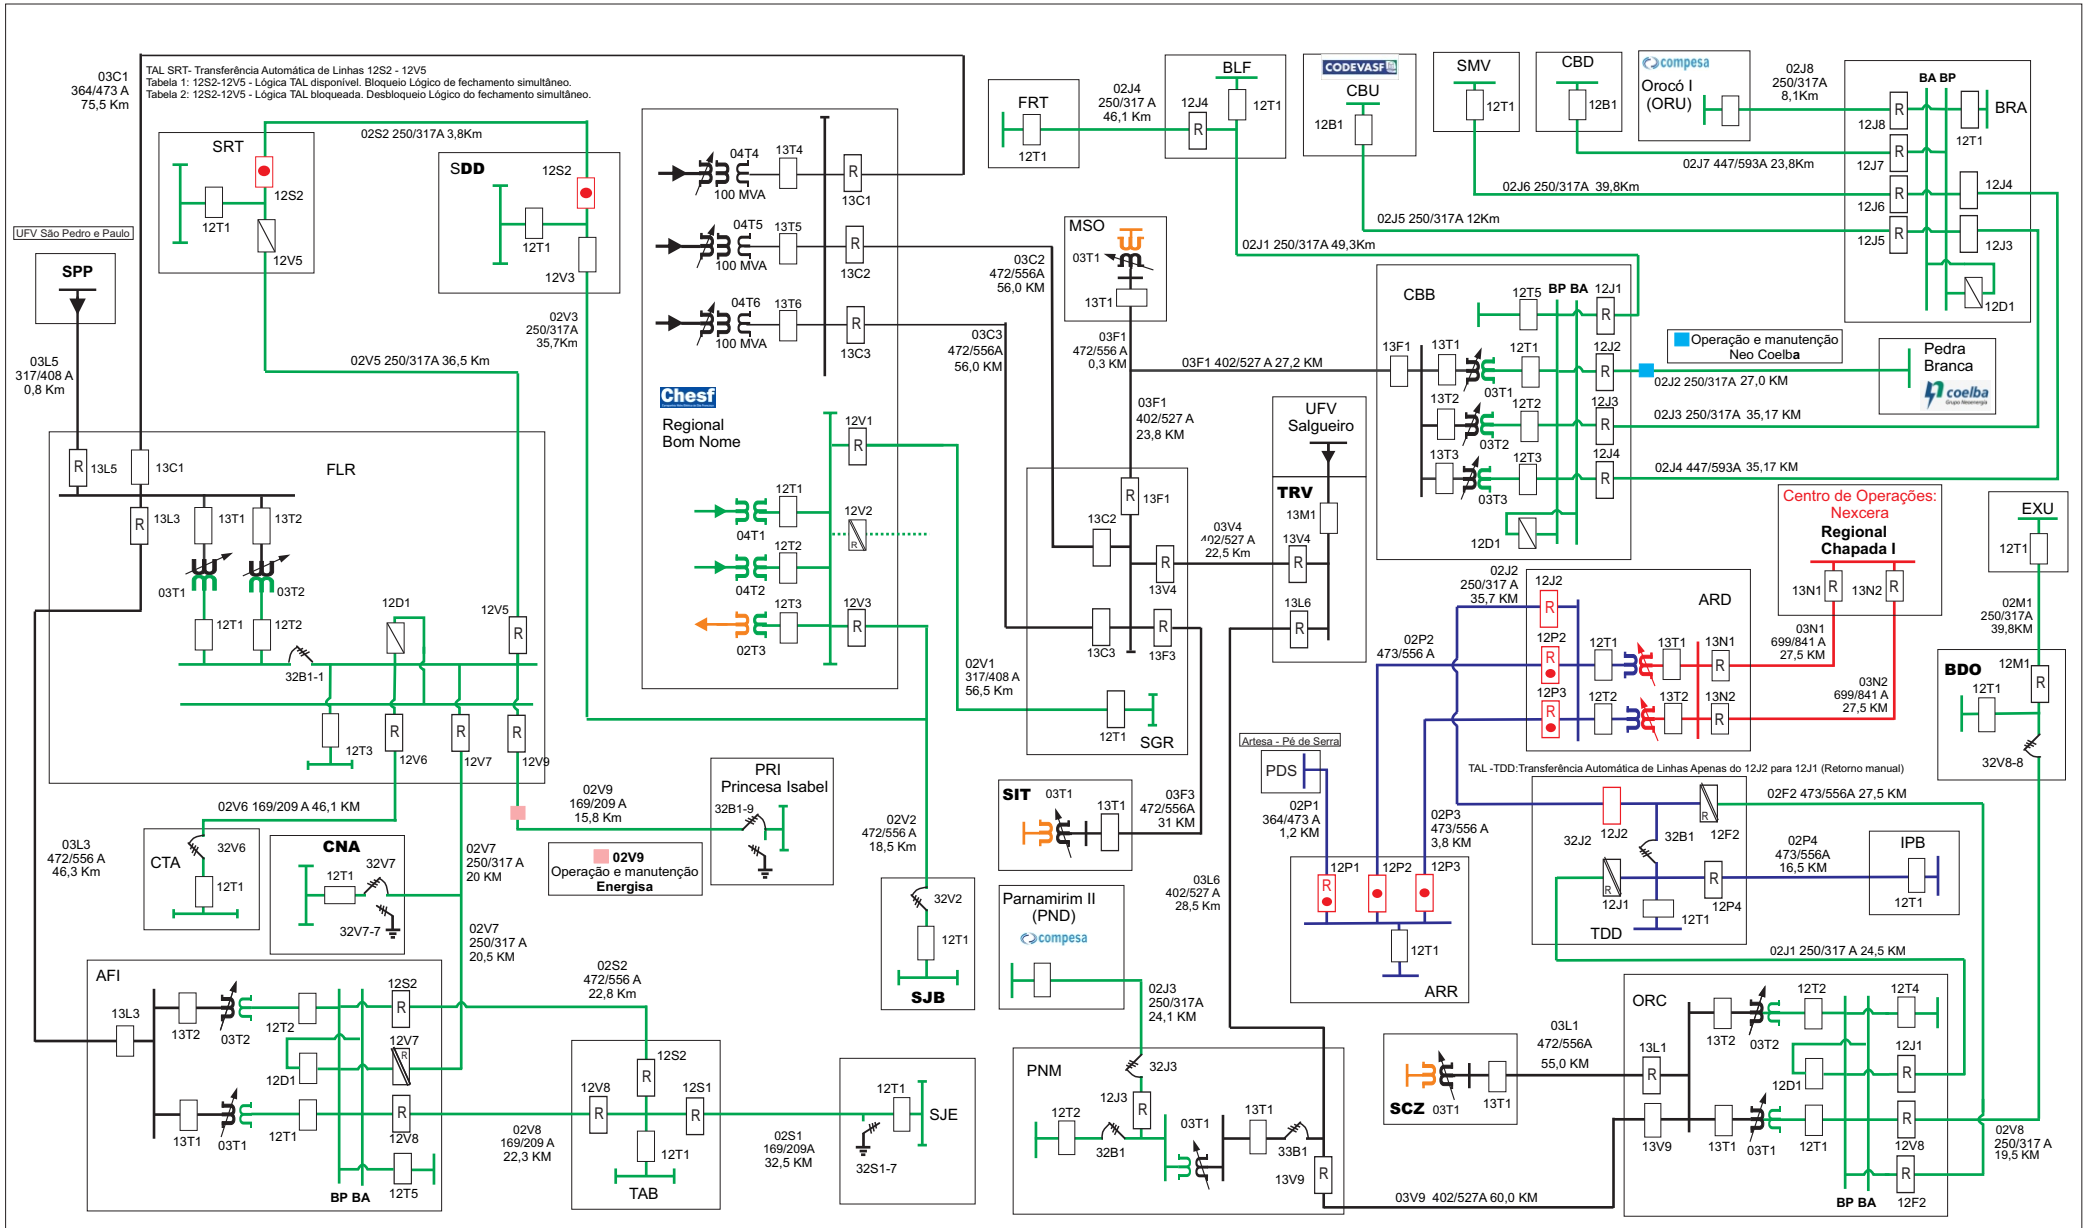 03C1
364/473 A
75,5 Km
TAL SRT- Transferência Automática de Linhas 12S2 - 12V5
Tabela 1: 12S2-12V5 - Lógica TAL disponível. Bloqueio Lógico de fechamento simultâneo.
Tabela 2: 12S2-12V5 - Lógica TAL bloqueada. Desbloqueio Lógico do fechamento simultâneo.
02S2 250/317A 3,8Km
SRT
12S2
12T1
12V5
SDD
12S2
12T1
12V3
UFV São Pedro e Paulo
SPP
03L5
317/408 A
0,8 Km
02V5 250/317A 36,5 Km
02V3
250/317A
35,7Km
04T4
13T4
R
100 MVA
13C1
04T5
13T5
R
100 MVA
13C2
04T6
13T6
R
100 MVA
13C3
Chesf
Regional
Bom Nome
12V1
R
12T1
04T1
12V2
R
12T2
04T2
12T3
02T3
12V3
R
FRT
12T1
02J4
250/317 A
46,1 Km
BLF
12J4
R
12T1
CODEVASF
CBU
12B1
SMV
12T1
CBD
12B1
compesa
Orocó I
(ORU)
02J8
250/317A
8,1Km
BA BP
BRA
R
12J8
12T1
R
12J7
R
12J6
12J4
R
12J5
12J3
12D1
02J7 447/593A 23,8Km
02J6 250/317A 39,8Km
02J5 250/317A 12Km
02J1 250/317A 49,3Km
MSO
03T1
13T1
03C2
472/556A
56,0 KM
03C3
472/556A
56,0 KM
03F1
472/556 A
0,3 KM
03F1 402/527 A 27,2 KM
03F1
402/527 A
23,8 KM
CBB
BP BA
12T5
12J1
R
13F1
13T1
03T1
12T1
12J2
R
13T2
03T2
12T2
12J3
R
13T3
03T3
12T3
12J4
R
12D1
Operação e manutenção
Neo Coelba
02J2 250/317A 27,0 KM
Pedra
Branca
coelba
Grupo Neoenergia
02J3 250/317A 35,17 KM
02J4 447/593A 35,17 KM
UFV
Salgueiro
TRV
13M1
13V4
R
13L6
R
03V4
402/527 A
22,5 Km
13F1
R
13C2
R
13V4
13C3
R
13F3
12T1
SGR
02V1
317/408 A
56,5 Km
FLR
R
13L5
13C1
R
13L3
13T1
13T2
03T1
03T2
12T1
12T2
32B1-1
12D1
12V5
R
12T3
R
12V6
R
12V7
R
12V9
02V6 169/209 A 46,1 KM
CTA
32V6
12T1
CNA
12T1
32V7
32V7-7
02V7
250/317 A
20 KM
02V7
250/317 A
20,5 KM
02V9
169/209 A
15,8 Km
02V9
Operação e manutenção
Energisa
PRI
Princesa Isabel
32B1-9
02V2
472/556 A
18,5 Km
32V2
12T1
SJB
03L3
472/556 A
46,3 Km
AFI
13L3
13T2
03T2
12T2
12S2
R
12V7
R
12D1
13T1
03T1
12T1
R
12V8
12T5
BP BA
02S2
472/556 A
22,8 Km
02V8
169/209 A
22,3 KM
12S2
R
12V8
R
12S1
R
12T1
TAB
02S1
169/209A
32,5 KM
12T1
SJE
32S1-7
SIT
03T1
13T1
03F3
472/556A
31 KM
03L6
402/527 A
28,5 Km
Parnamirim II
(PND)
compesa
02J3
250/317A
24,1 KM
PNM
32J3
12J3
R
12T2
32B1
03T1
13T1
33B1
R
13V9
03V9 402/527A 60,0 KM
Artesa - Pé de Serra
PDS
02P1
364/473 A
1,2 KM
02P2
473/556 A
02P3
473/556 A
3,8 KM
12P1
R
12P2
12P3
12T1
ARR
02J2
250/317 A
35,7 KM
12J2
R
12P2
R
12P3
R
ARD
12T1
13T1
13N1
R
12T2
13T2
13N2
R
Centro de Operações:
Nexcera
Regional
Chapada I
R
13N1
13N2
R
03N1
699/841 A
27,5 KM
03N2
699/841 A
27,5 KM
TAL -TDD:Transferência Automática de Linhas Apenas do 12J2 para 12J1 (Retorno manual)
12J2
32J2
32B1
R
12F2
R
12J1
R
12P4
12T1
TDD
02F2 473/556A 27,5 KM
02P4
473/556A
16,5 KM
IPB
12T1
02J1 250/317 A 24,5 KM
EXU
12T1
02M1
250/317A
39,8KM
BDO
12M1
R
12T1
32V8-8
02V8
250/317 A
19,5 KM
SCZ
03T1
13T1
03L1
472/556A
55,0 KM
ORC
13L1
R
R
13V9
13T2
03T2
12T2
12T4
12J1
R
12D1
13T1
03T1
12T1
R
12V8
R
12F2
BP BA